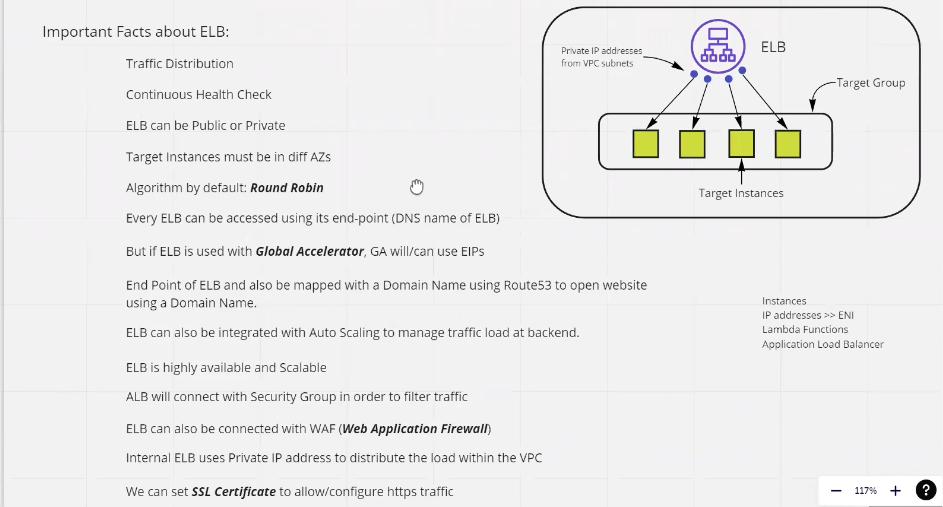 Important Facts about ELB:
Traffic Distribution
Continuous Health Check
ELB can be Public or Private
Target Instances must be in diff AZs
Algorithm by default: Round Robin
Every ELB can be accessed using its end-point (DNS name of ELB)
But if ELB is used with Global Accelerator, GA will/can use EIPs
End Point of ELB and also be mapped with a Domain Name using Route53 to open website
using a Domain Name.
ELB can also be integrated with Auto Scaling to manage traffic load at backend.
ELB is highly available and Scalable
ALB will connect with Security Group in order to filter traffic
ELB can also be connected with WAF (Web Application Firewall)
Internal ELB uses Private IP address to distribute the load within the VPC
We can set SSL Certificate to allow/configure https traffic
ELB
Private IP addresses
from VPC subnets
Target Group
Target Instances
Instances
IP addresses >> ENI
Lambda Functions
Application Load Balancer
− 117% + ?